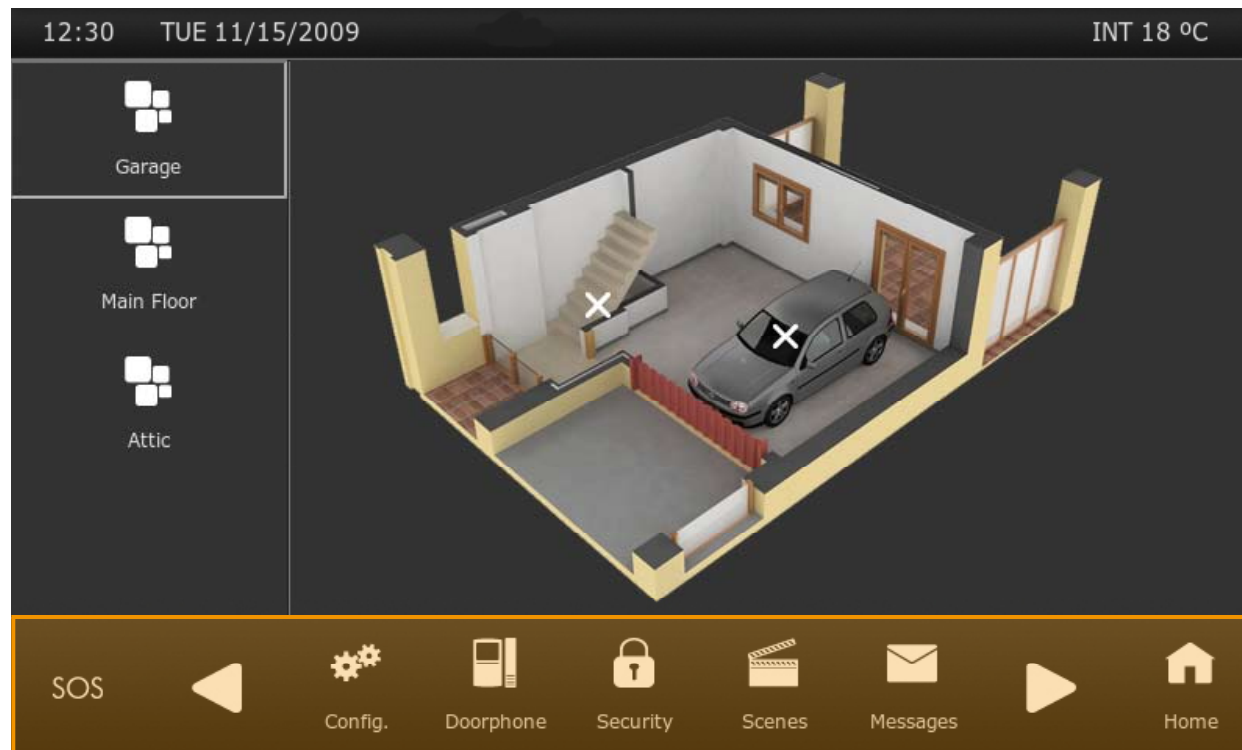 12:30 TUE 11/15/2009 INT 18 ºC
Garage
Main Floor
Attic
SOS
Config. Doorphone Security Scenes Messages Home